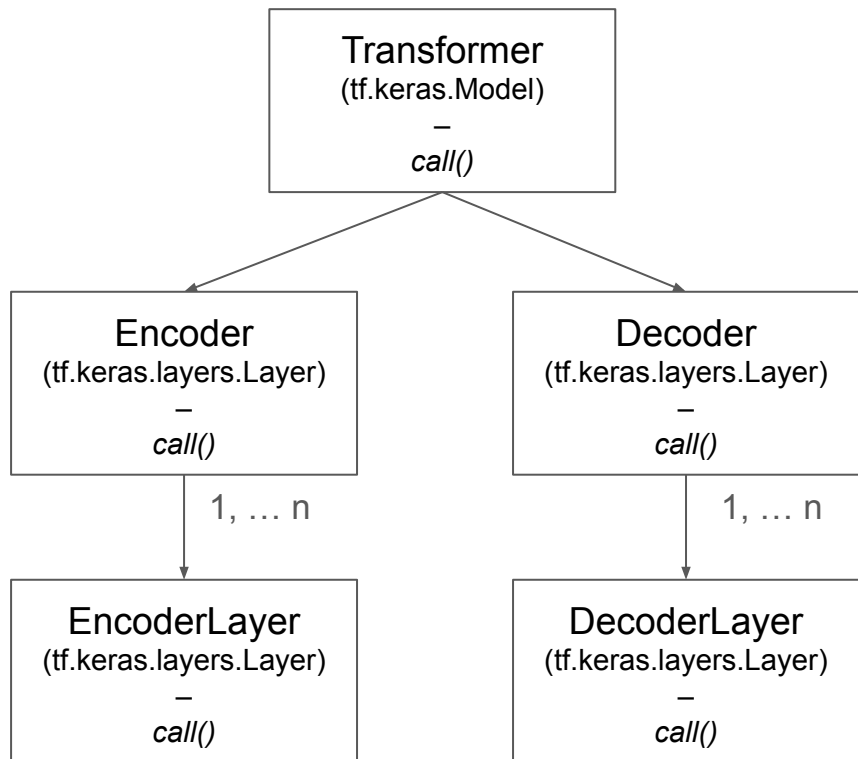 Transformer
(tf.keras.Model)
–
call()
Encoder
(tf.keras.layers.Layer)
–
call()
Decoder
(tf.keras.layers.Layer)
–
call()
1, … n
1, … n
EncoderLayer
(tf.keras.layers.Layer)
–
call()
DecoderLayer
(tf.keras.layers.Layer)
–
call()